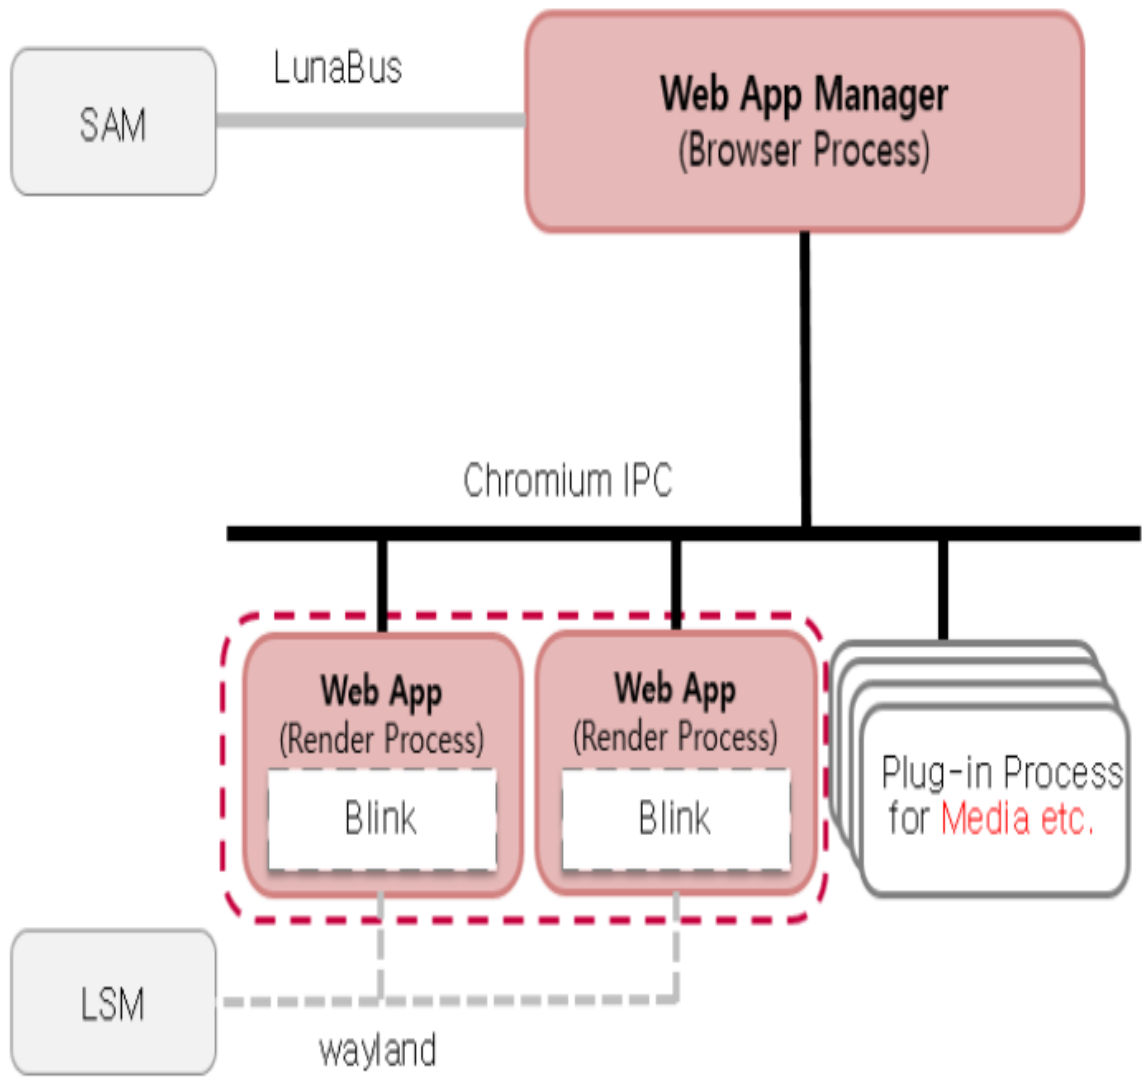 LunaBus
SAM
Web App Manager
(Browser Process)
Chromium IPC
Web App
(Render Process)
Blink
Web App
(Render Process)
Blink
Plug-in Process
for Media etc.
LSM
wayland